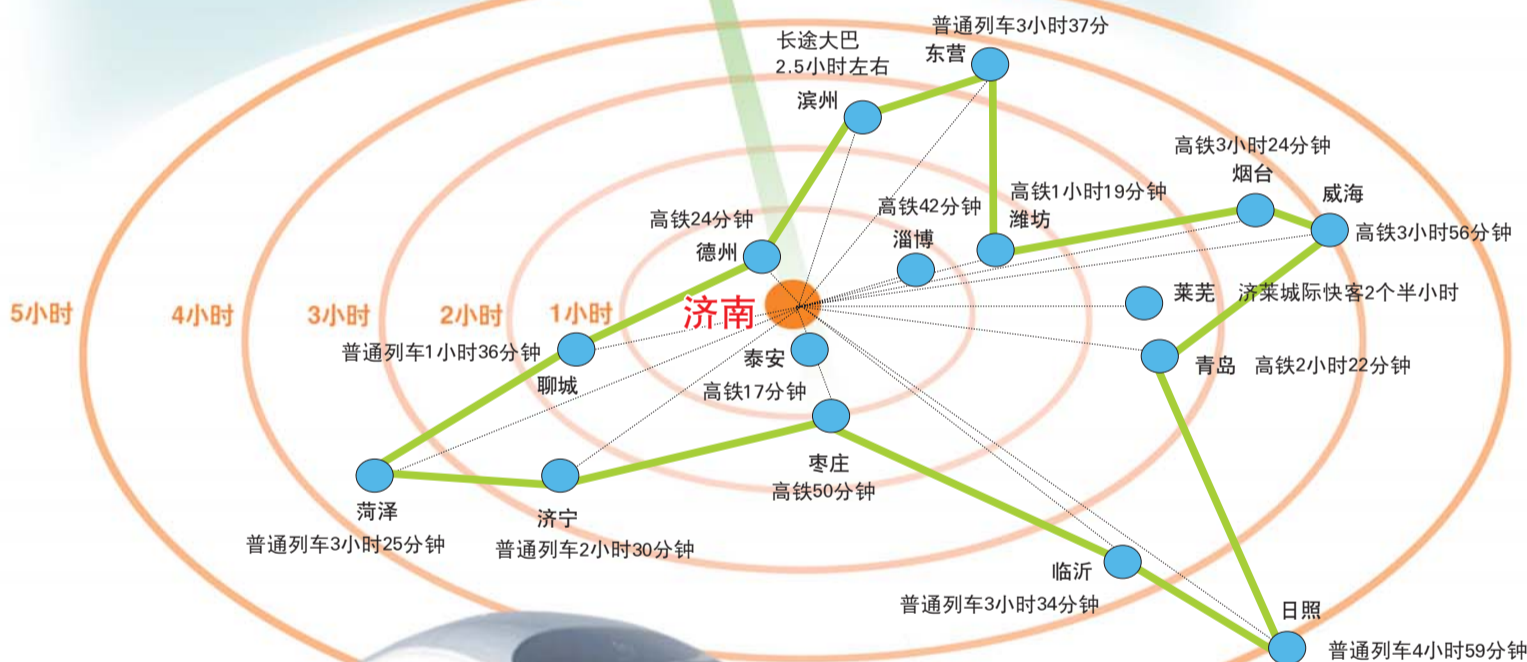 普通列车3小时37分
东营
长途大巴
2.5小时左右
滨州
高铁3小时24分钟
烟台
威海
高铁3小时56分钟
高铁1小时19分钟
潍坊
高铁42分钟
淄博
高铁24分钟
德州
济南
莱芜 济莱城际快客2个半小时
5小时
4小时
3小时
2小时
1小时
普通列车1小时36分钟
聊城
泰安
高铁17分钟
青岛 高铁2小时22分钟
枣庄
高铁50分钟
菏泽
普通列车3小时25分钟
济宁
普通列车2小时30分钟
临沂
普通列车3小时34分钟
日照
普通列车4小时59分钟